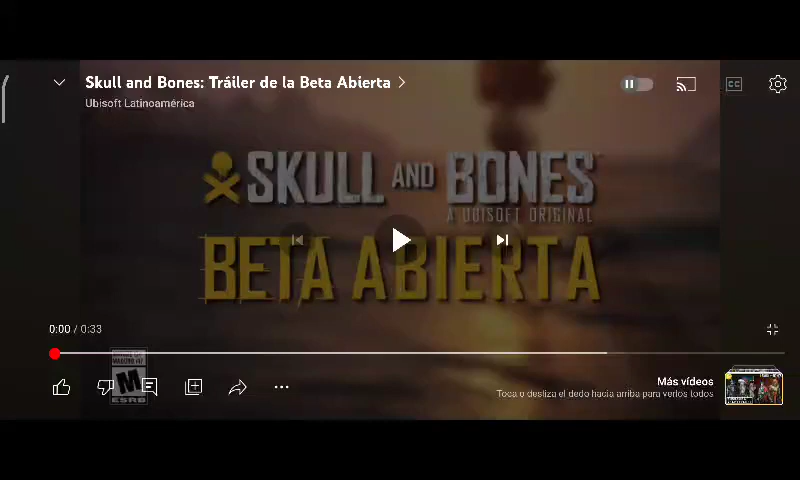 Skull and Bones: Tráiler de la Beta Abierta
Ubisoft Latinoamérica
CC
SKULL AND BONES
A UBISOFT ORIGINAL
BETA ABIERTA
0:00 / 0:33
M
ESRB
Más vídeos
Toca o desliza el dedo hacia arriba para verlos todos